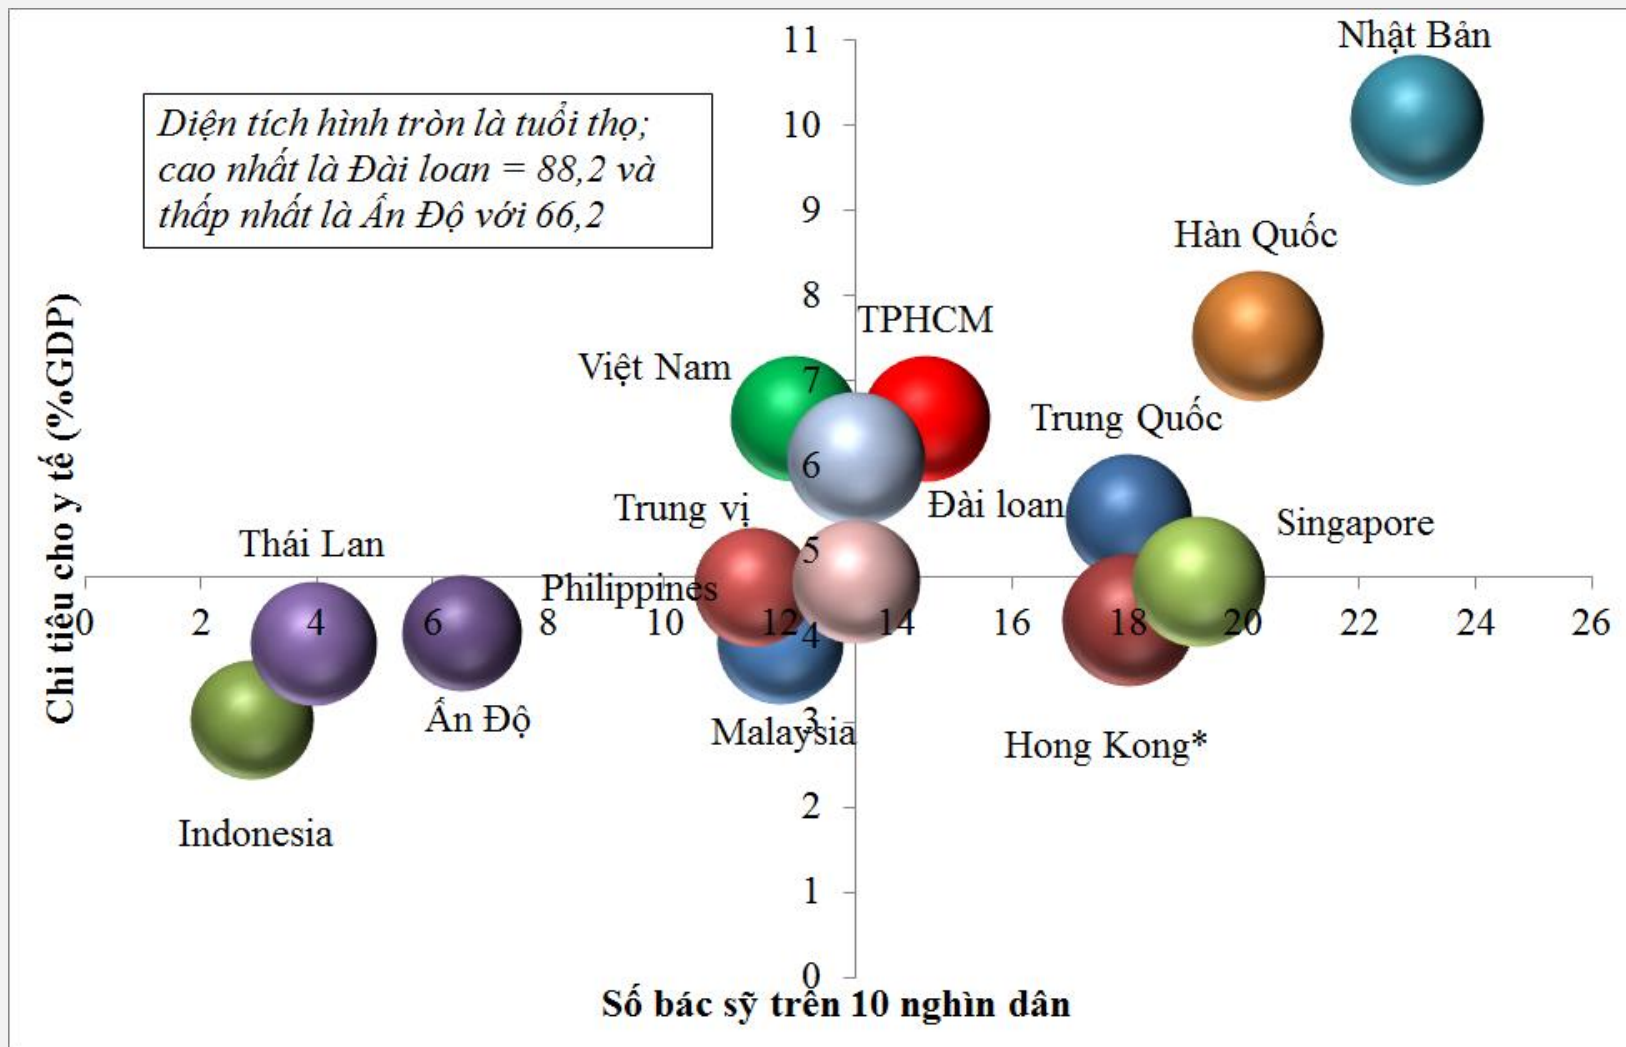 Nhật Bản
Diện tích hình tròn là tuổi thọ;
cao nhất là Đài loan = 88,2 và
thấp nhất là Ấn Độ với 66,2
Hàn Quốc
TPHCM
Việt Nam
Trung Quốc
Trung vị
Đài loan
Singapore
Thái Lan
Philippines
Ấn Độ
Malaysia
Hong Kong*
Indonesia
Chi tiêu cho y tế (%GDP)
11
10
9
8
7
6
5
4
3
2
1
0
0 2 4 6 8 10 12 14 16 18 20 22 24 26
Số bác sỹ trên 10 nghìn dân